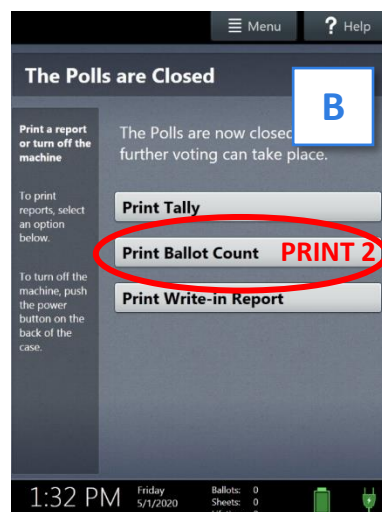 Menu
? Help
The Polls are Closed
B
Print a report
or turn off the
machine
To print
reports, select
an option
below.
To turn off the
machine, push
the power
button on the
back of the
case.
The Polls are now closed
further voting can take place.
Print Tally
Print Ballot Count PRINT 2
Print Write-in Report
1:32 PM
Friday
5/1/2020
Ballots: 0
Sheets: 0